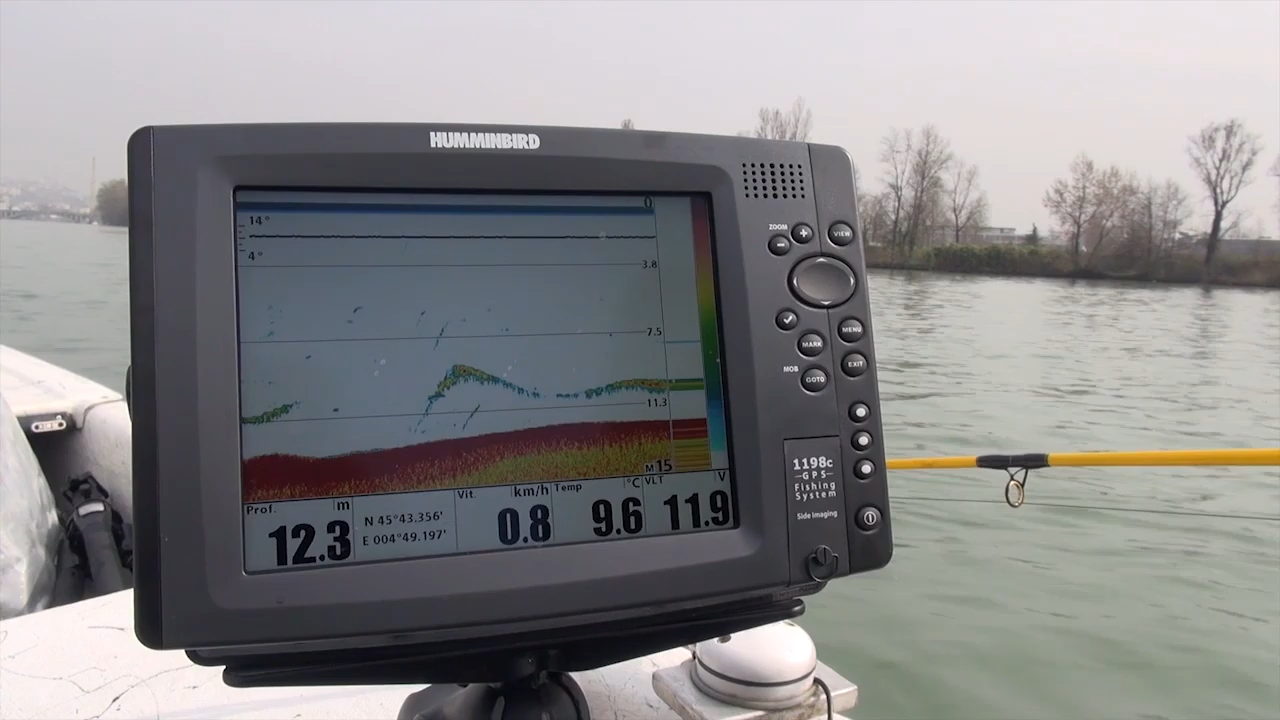 HUMMINBIRD
0
14°
4°
3.8
7.5
11.3
M 15
Prof. m
12.3
N 45°43.356'
E 004°49.197'
Vit. km/h
0.8
Temp °C
9.6
VLT V
11.9
ZOOM
+
-
VIEW
MENU
MARK
EXIT
MOB
GOTO
1198c
GPS
Fishing
System
Side Imaging